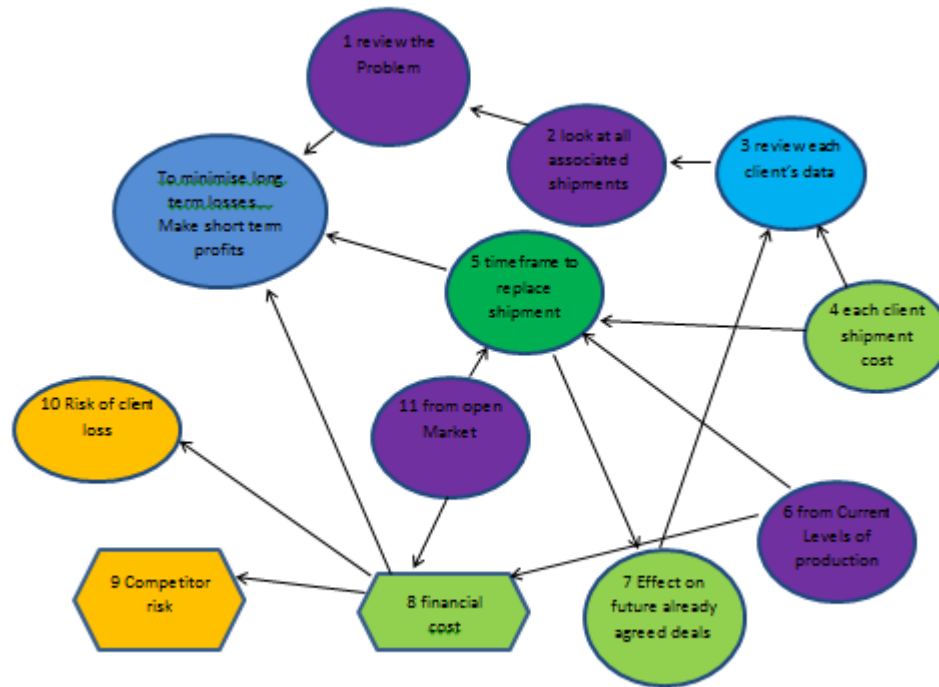 1 review the
Problem
2 look at all
associated
shipments
3 review each
client's data
To minimise long
term losses...
Make short term
profits
5 timeframe to
replace
shipment
4 each client
shipment
cost
10 Risk of client
loss
11 from open
Market
6 from Current
Levels of
production
9 Competitor
risk
8 financial
cost
7 Effect on
future already
agreed deals